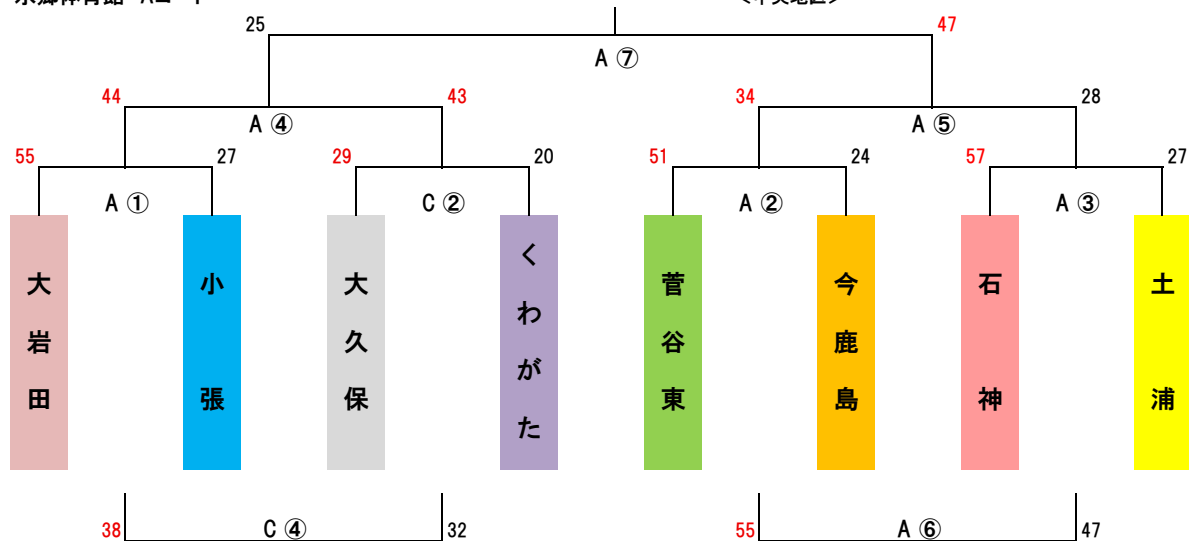 25
47
A ⑦
44
43
34
28
A ④
A ⑤
55
27
29
20
51
24
57
27
A ①
C ②
A ②
A ③
大岩田
小張
大久保
くわがた
菅谷東
今鹿島
石神
土浦
38
C ④
32
55
A ⑥
47